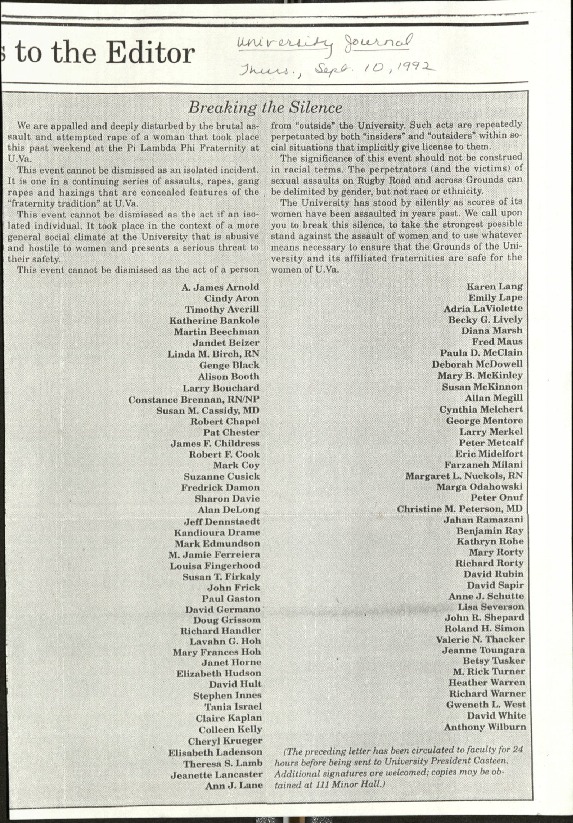 s to the Editor
University Journal
Thurs., Sept. 10, 1992
Breaking the Silence
We are appalled and deeply disturbed by the brutal as-
sault and attempted rape of a woman that took place
this past weekend at the Pi Lambda Phi Fraternity at
U.Va.
This event cannot be dismissed as an isolated incident.
It is one in a continuing series of assaults, rapes, gang
rapes and hazings that are concealed features of the
"fraternity tradition" at U.Va.
This event cannot be dismissed as the act if an iso-
lated individual. It took place in the context of a more
general social climate at the University that is abusive
and hostile to women and presents a serious threat to
their safety.
This event cannot be dismissed as the act of a person
from "outside" the University. Such acts are repeatedly
perpetuated by both "insiders" and "outsiders" within so-
cial situations that implicitly give license to them.
The significance of this event should not be construed
in racial terms. The perpetrators (and the victims) of
sexual assaults on Rugby Road and across Grounds can
be delimited by gender, but not race or ethnicity.
The University has stood by silently as scores of its
women have been assaulted in years past. We call upon
you to break this silence, to take the strongest possible
stand against the assault of women and to use whatever
means necessary to ensure that the Grounds of the Uni-
versity and its affiliated fraternities are safe for the
women of U.Va.
A. James Arnold
Cindy Aron
Timothy Averill
Katherine Bankole
Martin Beechman
Jandet Beizer
Linda M. Birch, RN
Genge Black
Alison Booth
Larry Bouchard
Constance Brennan, RN/NP
Susan M. Cassidy, MD
Robert Chapel
Pat Chester
James F. Childress
Robert F. Cook
Mark Coy
Suzanne Cusick
Fredrick Damon
Sharon Davie
Alan DeLong
Jeff Dennstaedt
Kandioura Drame
Mark Edmundson
M. Jamie Ferreiera
Louisa Fingerhood
Susan T. Firkaly
John Frick
Paul Gaston
David Germano
Doug Grissom
Richard Handler
Lavahn G. Hoh
Mary Frances Hoh
Janet Horne
Elizabeth Hudson
David Hult
Stephen Innes
Tania Israel
Claire Kaplan
Colleen Kelly
Cheryl Krueger
Elisabeth Ladenson
Theresa S. Lamb
Jeanette Lancaster
Ann J. Lane
Karen Lang
Emily Lape
Adria LaViolette
Becky G. Lively
Diana Marsh
Fred Maus
Paula D. McClain
Deborah McDowell
Mary B. McKinley
Susan McKinnon
Allan Megill
Cynthia Melchert
George Mentore
Larry Merkel
Peter Metcalf
Eric Midelfort
Farzaneh Milani
Margaret L. Nuckols, RN
Marga Odahowski
Peter Onuf
Christine M. Peterson, MD
Jahan Ramazani
Benjamin Ray
Kathryn Rohe
Mary Rorty
Richard Rorty
David Rubin
David Sapir
Anne J. Schutte
Lisa Severson
John R. Shepard
Roland H. Simon
Valerie N. Thacker
Jeanne Toungara
Betsy Tusker
M. Rick Turner
Heather Warren
Richard Warner
Gweneth L. West
David White
Anthony Wilburn
(The preceding letter has been circulated to faculty for 24
hours before being sent to University President Casteen.
Additional signatures are welcomed; copies may be ob-
tained at 111 Minor Hall.)